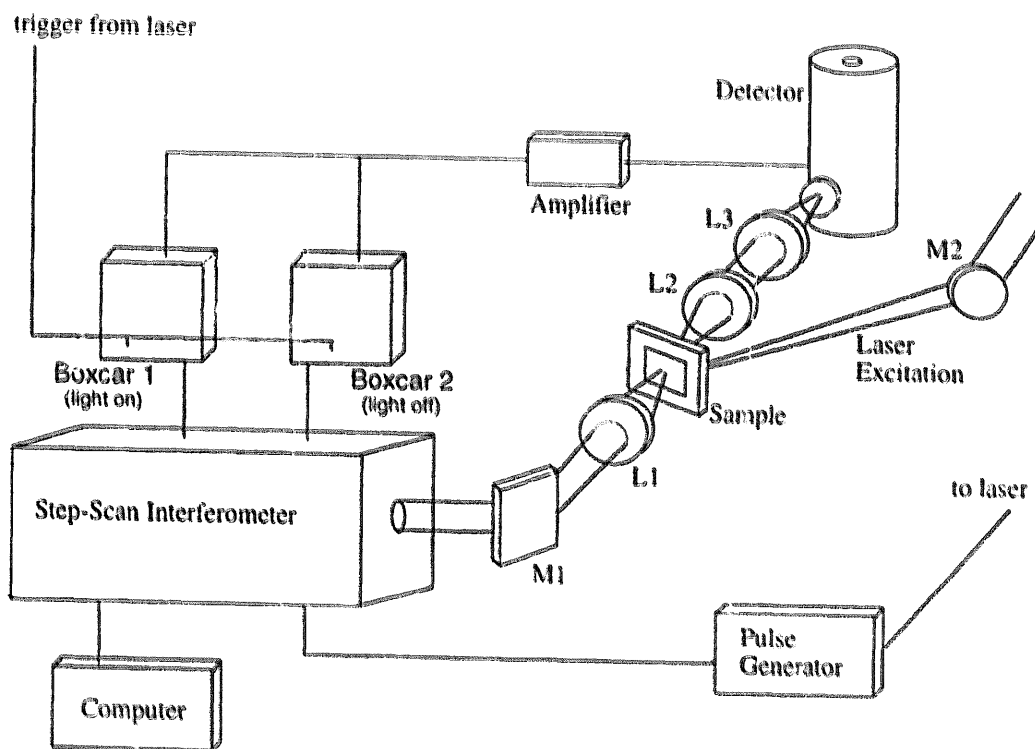 trigger from laser
Detector
Amplifier
L3
M2
L2
Laser
Excitation
Boxcar 1
(light on)
Boxcar 2
(light off)
Sample
L1
Step-Scan Interferometer
to laser
M1
Pulse
Generator
Computer